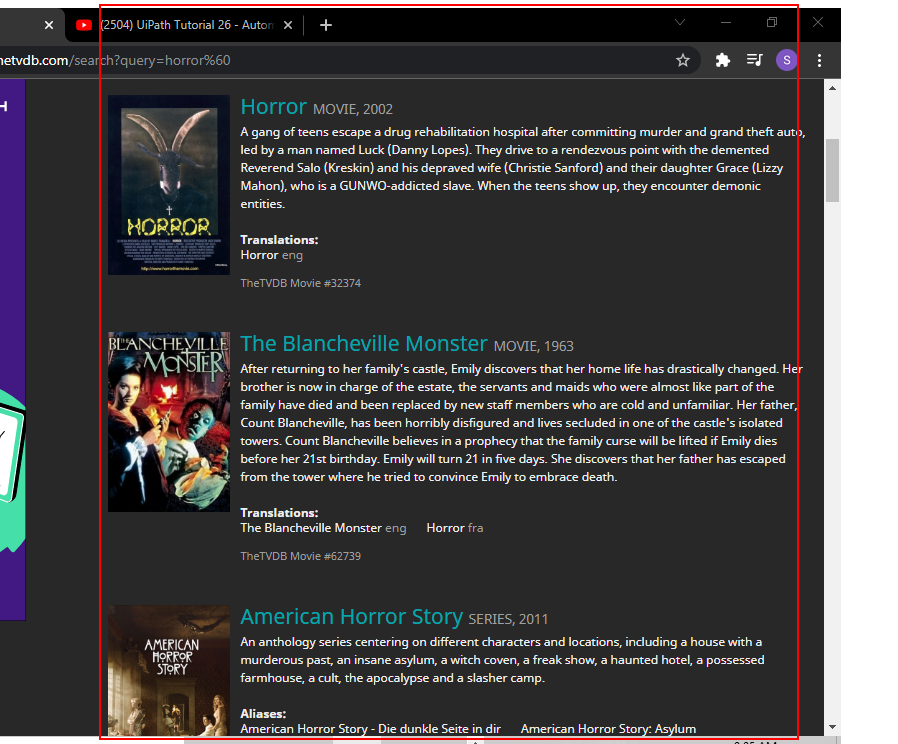 (2504) UiPath Tutorial 26 - Autom
netvdb.com/search?query=horror%60
S
H
Horror MOVIE, 2002
A gang of teens escape a drug rehabilitation hospital after committing murder and grand theft auto,
led by a man named Luck (Danny Lopes). They drive to a rendezvous point with the demented
Reverend Salo (Kreskin) and his depraved wife (Christie Sanford) and their daughter Grace (Lizzy
Mahon), who is a GUNWO-addicted slave. When the teens show up, they encounter demonic
entities.
HORROR
http://www.horrorthemovie.com
Translations:
Horror eng
TheTVDB Movie #32374
THE BLANCHEVILLE
MONSTER
The Blancheville Monster MOVIE, 1963
After returning to her family's castle, Emily discovers that her home life has drastically changed. Her
brother is now in charge of the estate, the servants and maids who were almost like part of the
family have died and been replaced by new staff members who are cold and unfamiliar. Her father,
Count Blancheville, has been horribly disfigured and lives secluded in one of the castle's isolated
towers. Count Blancheville believes in a prophecy that the family curse will be lifted if Emily dies
before her 21st birthday. Emily will turn 21 in five days. She discovers that her father has escaped
from the tower where he tried to convince Emily to embrace death.
Translations:
The Blancheville Monster eng Horror fra
TheTVDB Movie #62739
AMERICAN
HORROR
STORY
American Horror Story SERIES, 2011
An anthology series centering on different characters and locations, including a house with a
murderous past, an insane asylum, a witch coven, a freak show, a haunted hotel, a possessed
farmhouse, a cult, the apocalypse and a slasher camp.
Aliases:
American Horror Story - Die dunkle Seite in dir American Horror Story: Asylum